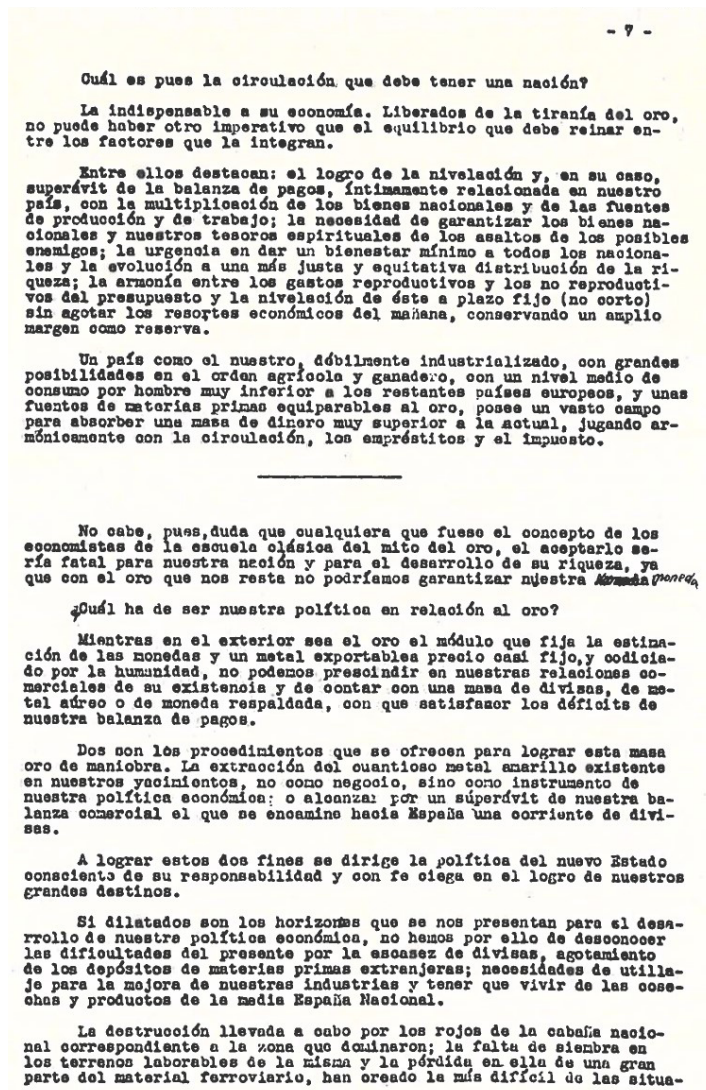 - 7 -
Cuál es pues la circulación que debe tener una nación?
La indispensable a su economía. Liberados de la tiranía del oro,
no puede haber otro imperativo que el equilibrio que debe reinar en-
tre los factores que la integran.
Entre ellos destacan: el logro de la nivelación y, en su caso,
superávit de la balanza de pagos, íntimamente relacionada en nuestro
país, con la multiplicación de los bienes nacionales y de las fuentes
de producción y de trabajo; la necesidad de garantizar los bienes na-
cionales y nuestros tesoros espirituales de los asaltos de los posibles
enemigos; la urgencia en dar un bienestar mínimo a todos los naciona-
les y la evolución a una más justa y equitativa distribución de la ri-
queza; la armonía entre los gastos reproductivos y los no reproducti-
vos del presupuesto y la nivelación de éste a plazo fijo (no corto)
sin agotar los resortes económicos del mañana, conservando un amplio
margen como reserva.
Un país como el nuestro, débilmente industrializado, con grandes
posibilidades en el orden agrícola y ganadero, con un nivel medio de
consumo por hombre muy inferior a los restantes países europeos, y unas
fuentes de materias primas equiparables al oro, posee un vasto campo
para absorber una masa de dinero muy superior a la actual, jugando ar-
mónicamente con la circulación, los empréstitos y el impuesto.
No cabe, pues,duda que cualquiera que fuese el concepto de los
economistas de la escuela clásica del mito del oro, el aceptarlo se-
ría fatal para nuestra nación y para el desarrollo de su riqueza, ya
que con el oro que nos resta no podríamos garantizar nuestra moneda
¿Cuál ha de ser nuestra política en relación al oro?
Mientras en el exterior sea el oro el módulo que fija la estima-
ción de las monedas y un metal exportablea precio casi fijo,y codicia-
do por la humanidad, no podemos prescindir en nuestras relaciones co-
merciales de su existencia y de contar con una masa de divisas, de me-
tal aúreo o de moneda respaldada, con que satisfacer los déficits de
nuestra balanza de pagos.
Dos son los procedimientos que se ofrecen para lograr esta masa
oro de maniobra. La extracción del cuantioso metal amarillo existente
en nuestros yacimientos, no como negocio, sino como instrumento de
nuestra política económica; o alcanzar por un súperávit de nuestra ba-
lanza comercial el que se encamine hacia España una corriente de divi-
sas.
A lograr estos dos fines se dirige la política del nuevo Estado
consciente de su responsabilidad y con fe ciega en el logro de nuestros
grandes destinos.
Si dilatados son los horizontes que se nos presentan para el desa-
rrollo de nuestra política económica, no hemos por ello de desconocer
las dificultades del presente por la escasez de divisas, agotamiento
de los depósitos de materias primas extranjeras; necesidades de utilla-
je para la mejora de nuestras industrias y tener que vivir de las cose-
chas y productos de la media España Nacional.
La destrucción llevada a cabo por los rojos de la cabaña nacio-
nal correspondiente a la zona que dominaron; la falta de siembra en
los terrenos laborables de la misma y la pérdida en ella de una gran
parte del material ferroviario, han creado la más difícil de las situa-